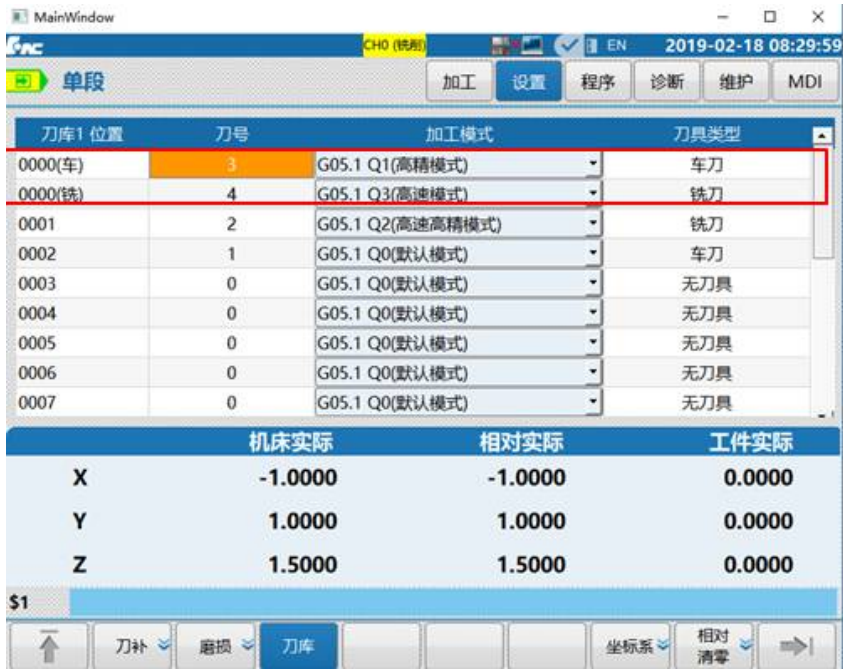 MainWindow
CH0 (铣削) EN 2019-02-18 08:29:59
单段 加工 设置 程序 诊断 维护 MDI
刀库1 位置 刀号 加工模式 刀具类型
0000(车) 3 G05.1 Q1(高精模式) 车刀
0000(铣) 4 G05.1 Q3(高速模式) 铣刀
0001 2 G05.1 Q2(高速高精模式) 铣刀
0002 1 G05.1 Q0(默认模式) 车刀
0003 0 G05.1 Q0(默认模式) 无刀具
0004 0 G05.1 Q0(默认模式) 无刀具
0005 0 G05.1 Q0(默认模式) 无刀具
0006 0 G05.1 Q0(默认模式) 无刀具
0007 0 G05.1 Q0(默认模式) 无刀具
机床实际 相对实际 工件实际
X -1.0000 -1.0000 0.0000
Y 1.0000 1.0000 0.0000
Z 1.5000 1.5000 0.0000
$1
刀补 磨损 刀库 坐标系 相对清零